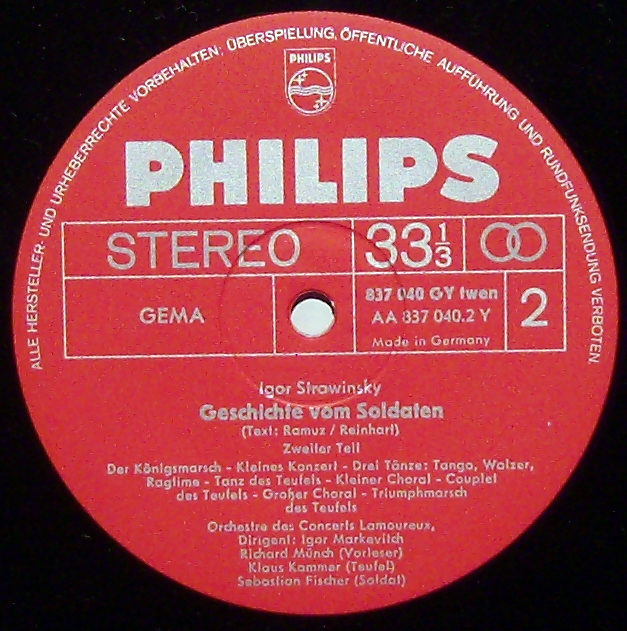 ALLE HERSTELLER- UND URHEBERRECHTE VORBEHALTEN; ÜBERSPIELUNG, ÖFFENTLICHE AUFFÜHRUNG UND RUNDFUNKSENDUNG VERBOTEN.
PHILIPS
PHILIPS
STEREO 33 1/3
GEMA
837 040 GY twen
AA 837 040.2 Y
2
Made in Germany
Igor Strawinsky
Geschichte vom Soldaten
(Text: Ramuz / Reinhart)
Zweiter Teil
Der Königsmarsch - Kleines Konzert - Drei Tänze: Tango, Walzer,
Ragtime - Tanz des Teufels - Kleiner Choral - Couplet
des Teufels - Großer Choral - Triumphmarsch
des Teufels
Orchestre des Concerts Lamoureux,
Dirigent: Igor Markevitch
Richard Münch (Vorleser)
Klaus Kammer (Teufel)
Sebastian Fischer (Soldat)